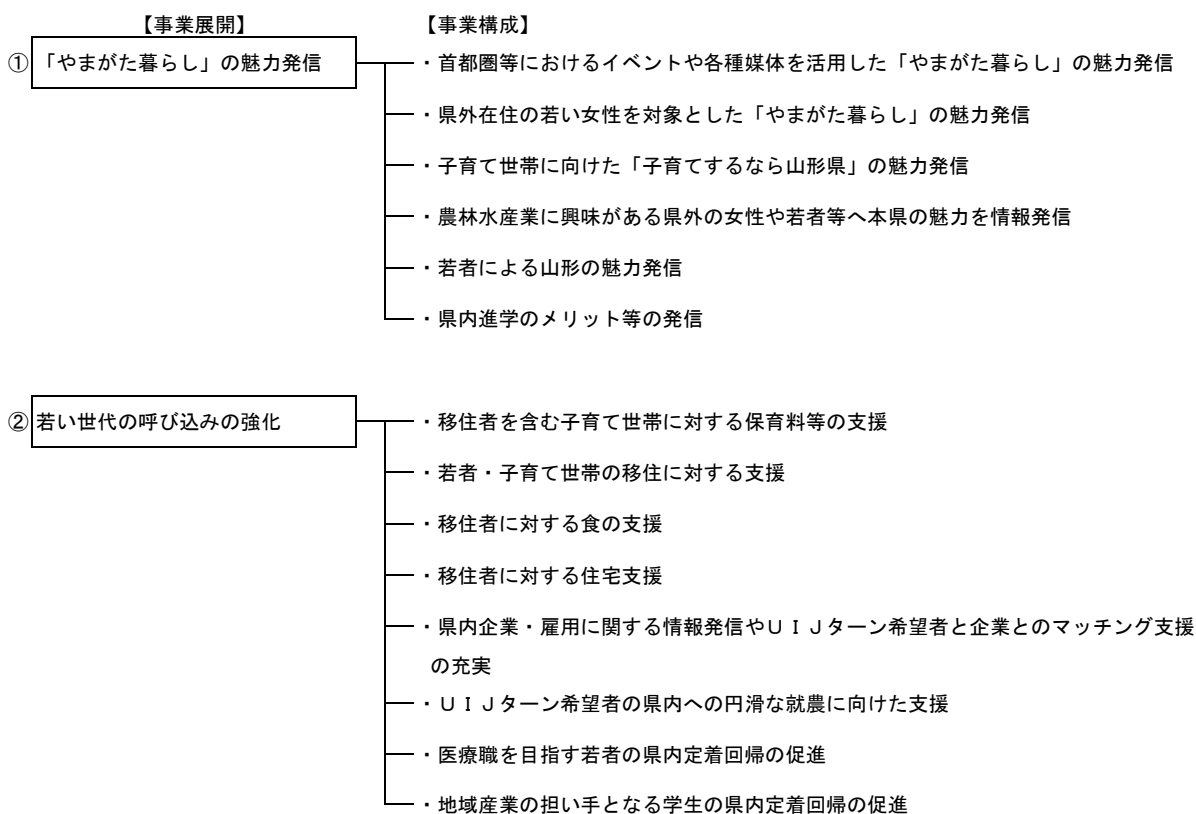 【事業展開】 【事業構成】
① 「やまがた暮らし」の魅力発信 ・首都圏等におけるイベントや各種媒体を活用した「やまがた暮らし」の魅力発信
・県外在住の若い女性を対象とした「やまがた暮らし」の魅力発信
・子育て世帯に向けた「子育てするなら山形県」の魅力発信
・農林水産業に興味がある県外の女性や若者等へ本県の魅力を情報発信
・若者による山形の魅力発信
・県内進学のメリット等の発信
② 若い世代の呼び込みの強化 ・移住者を含む子育て世帯に対する保育料等の支援
・若者・子育て世帯の移住に対する支援
・移住者に対する食の支援
・移住者に対する住宅支援
・県内企業・雇用に関する情報発信やUIJターン希望者と企業とのマッチング支援
の充実
・UIJターン希望者の県内への円滑な就農に向けた支援
・医療職を目指す若者の県内定着回帰の促進
・地域産業の担い手となる学生の県内定着回帰の促進